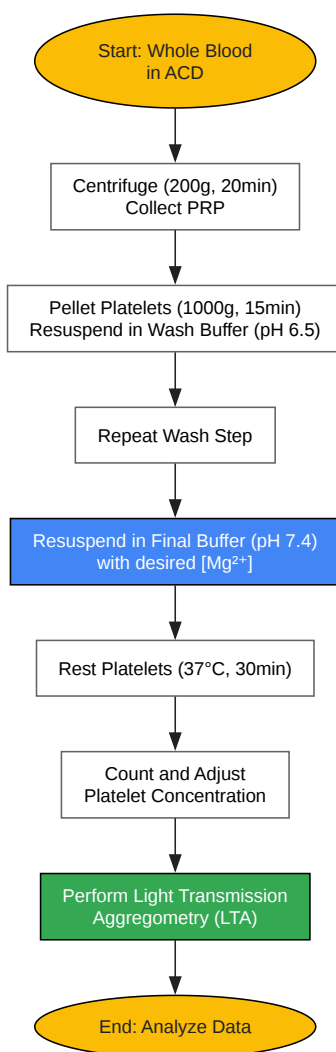 Start: Whole Blood
in ACD
Centrifuge (200g, 20min)
Collect PRP
Pellet Platelets (1000g, 15min)
Resuspend in Wash Buffer (pH 6.5)
Repeat Wash Step
Resuspend in Final Buffer (pH 7.4)
with desired [Mg²⁺]
Rest Platelets (37°C, 30min)
Count and Adjust
Platelet Concentration
Perform Light Transmission
Aggregometry (LTA)
End: Analyze Data